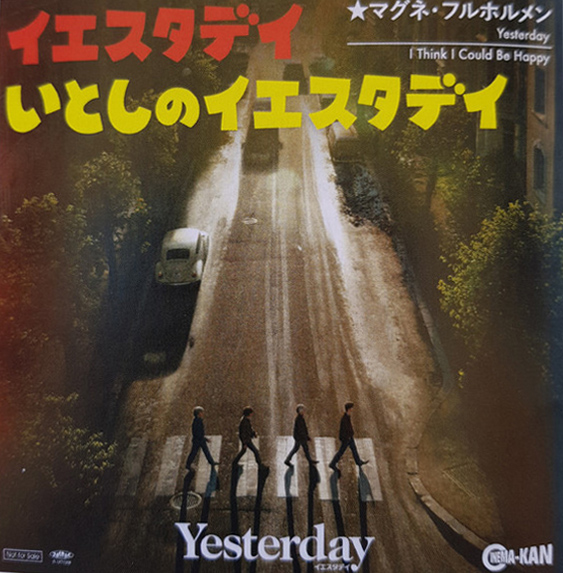 イエスタデイ
★マグネ・フルホルメン
Yesterday
I Think I Could Be Happy
いとしのイエスタデイ
Yesterday
イエスタデイ
Not for Sale
CINEMA-KAN